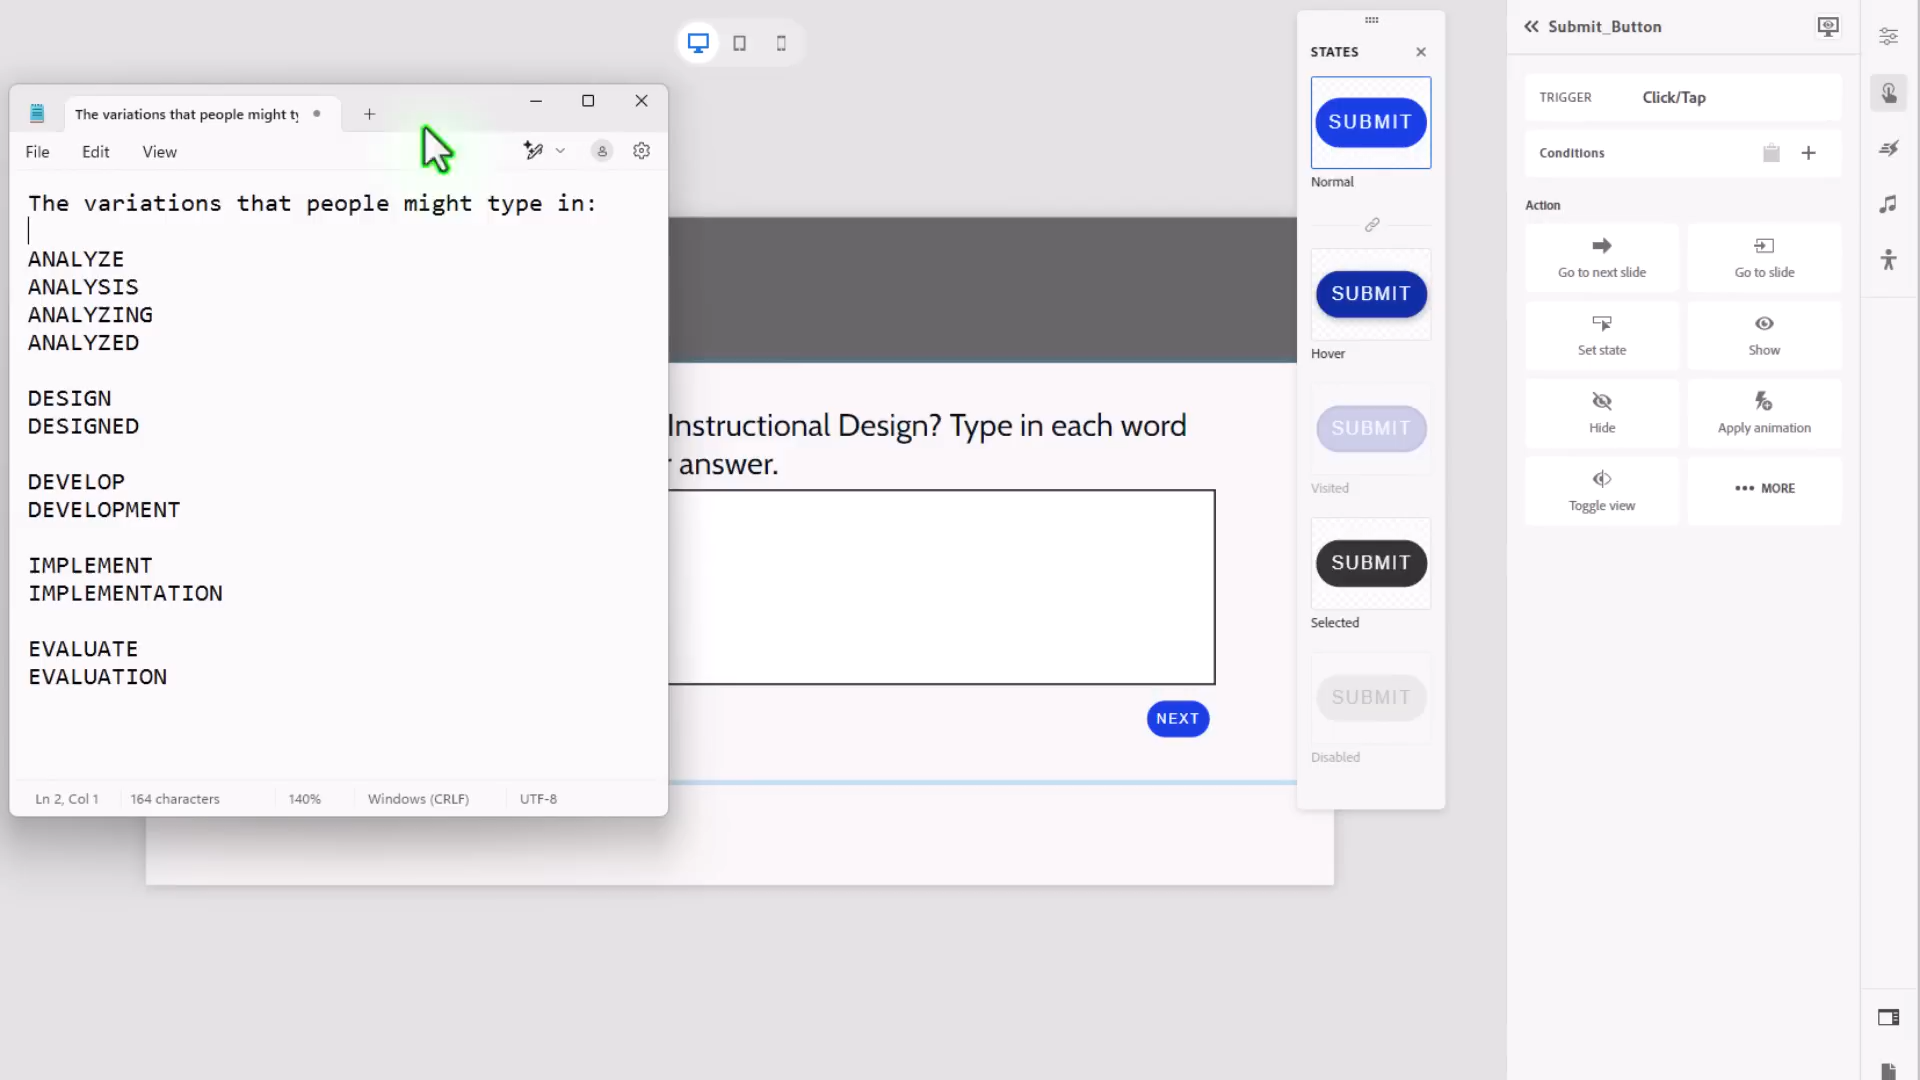 The variations that people might ty
File
Edit
View
The variations that people might type in:
ANALYZE
ANALYSIS
ANALYZING
ANALYZED
DESIGN
DESIGNED
DEVELOP
DEVELOPMENT
IMPLEMENT
IMPLEMENTATION
EVALUATE
EVALUATION
Ln 2, Col 1
164 characters
140%
Windows (CRLF)
UTF-8
Instructional Design? Type in each word
answer.
NEXT
STATES
SUBMIT
Normal
SUBMIT
Hover
SUBMIT
Visited
SUBMIT
Selected
SUBMIT
Disabled
Submit_Button
TRIGGER Click/Tap
Conditions
Action
Go to next slide
Go to slide
Set state
Show
Hide
Apply animation
Toggle view
MORE